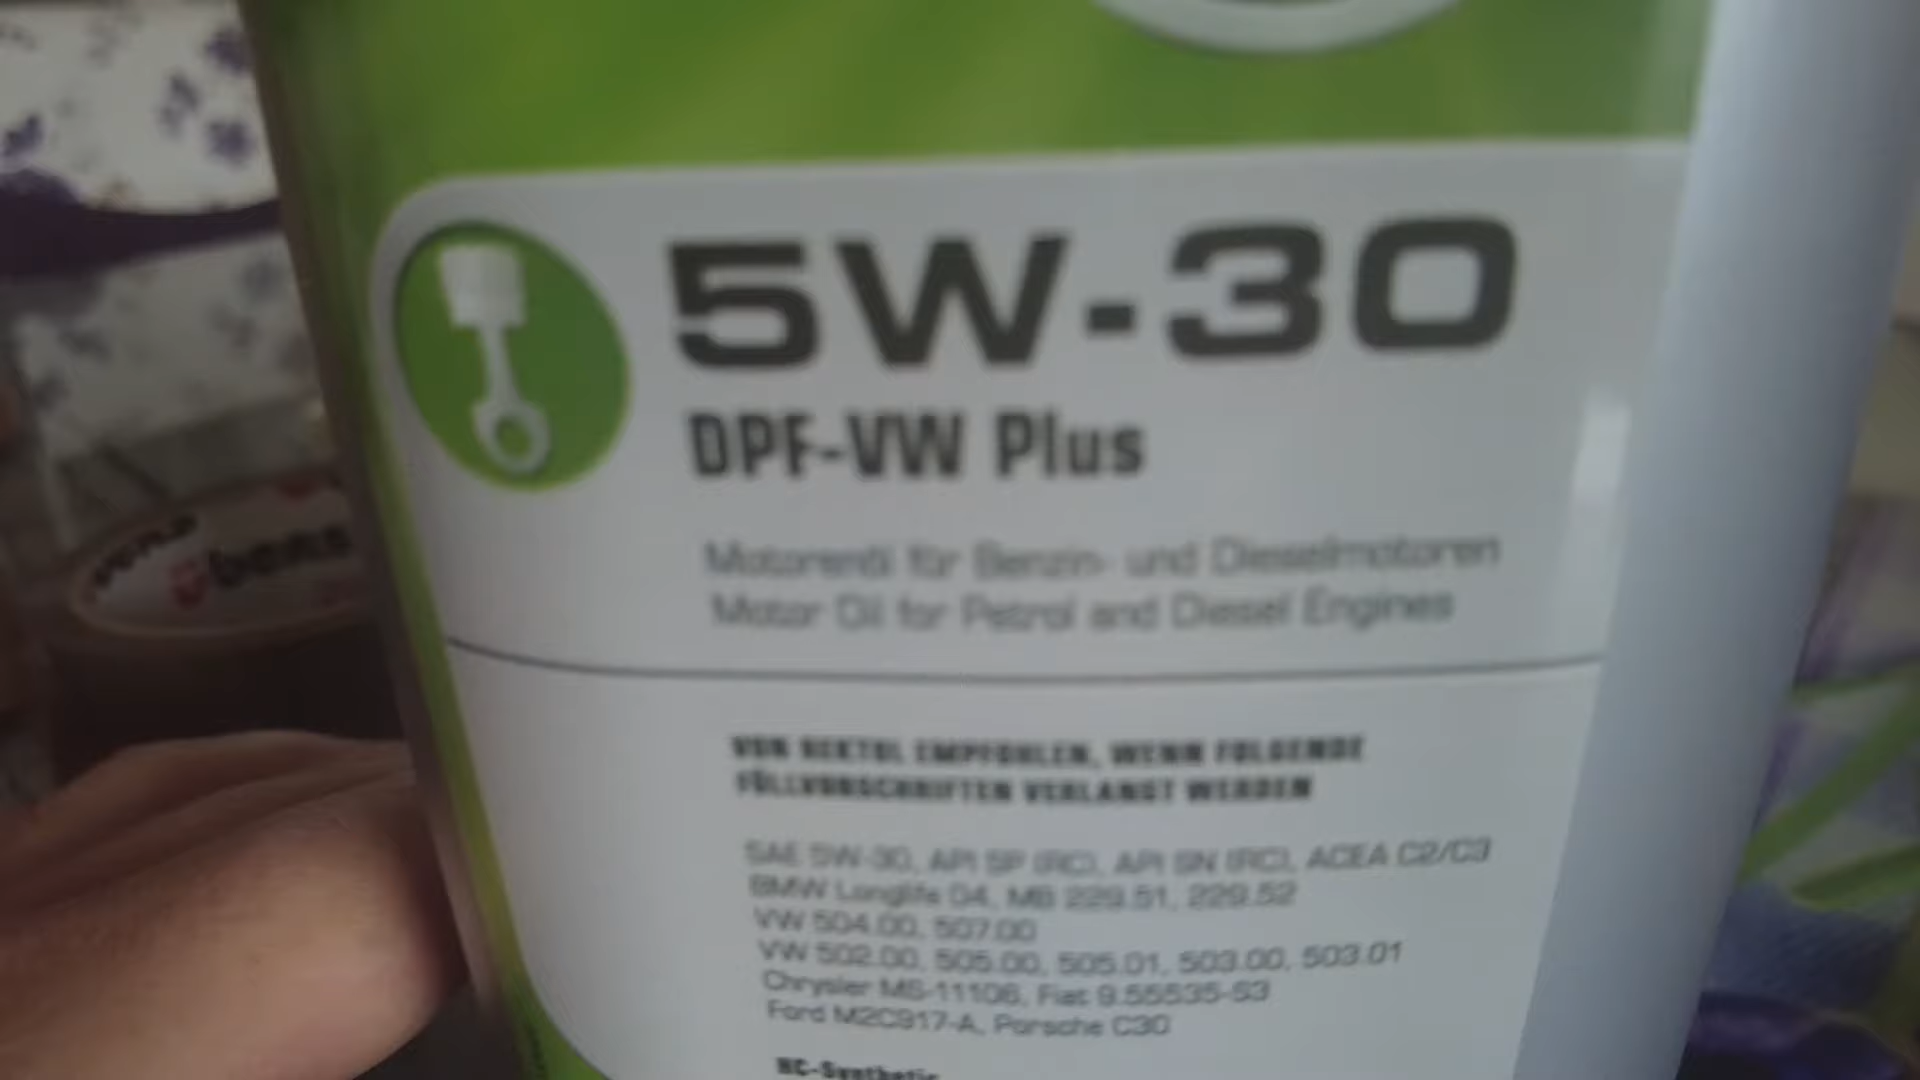 5W-30
DPF-VW Plus
Motorenöl für Benzin- und Dieselmotoren
Motor Oil for Petrol and Diesel Engines
VON REKTOL EMPFOHLEN, WENN FOLGENDE
FÜLLVORSCHRIFTEN VERLANGT WERDEN
SAE 5W-30, API SP (RC), API SN (RC), ACEA C2/C3
BMW Longlife 04, MB 229.51, 229.52
VW 504.00, 507.00
VW 502.00, 505.00, 505.01, 503.00, 503.01
Chrysler MS-11106, Fiat 9.55535-S3
Ford M2C917-A, Porsche C30
HC-Synthetic